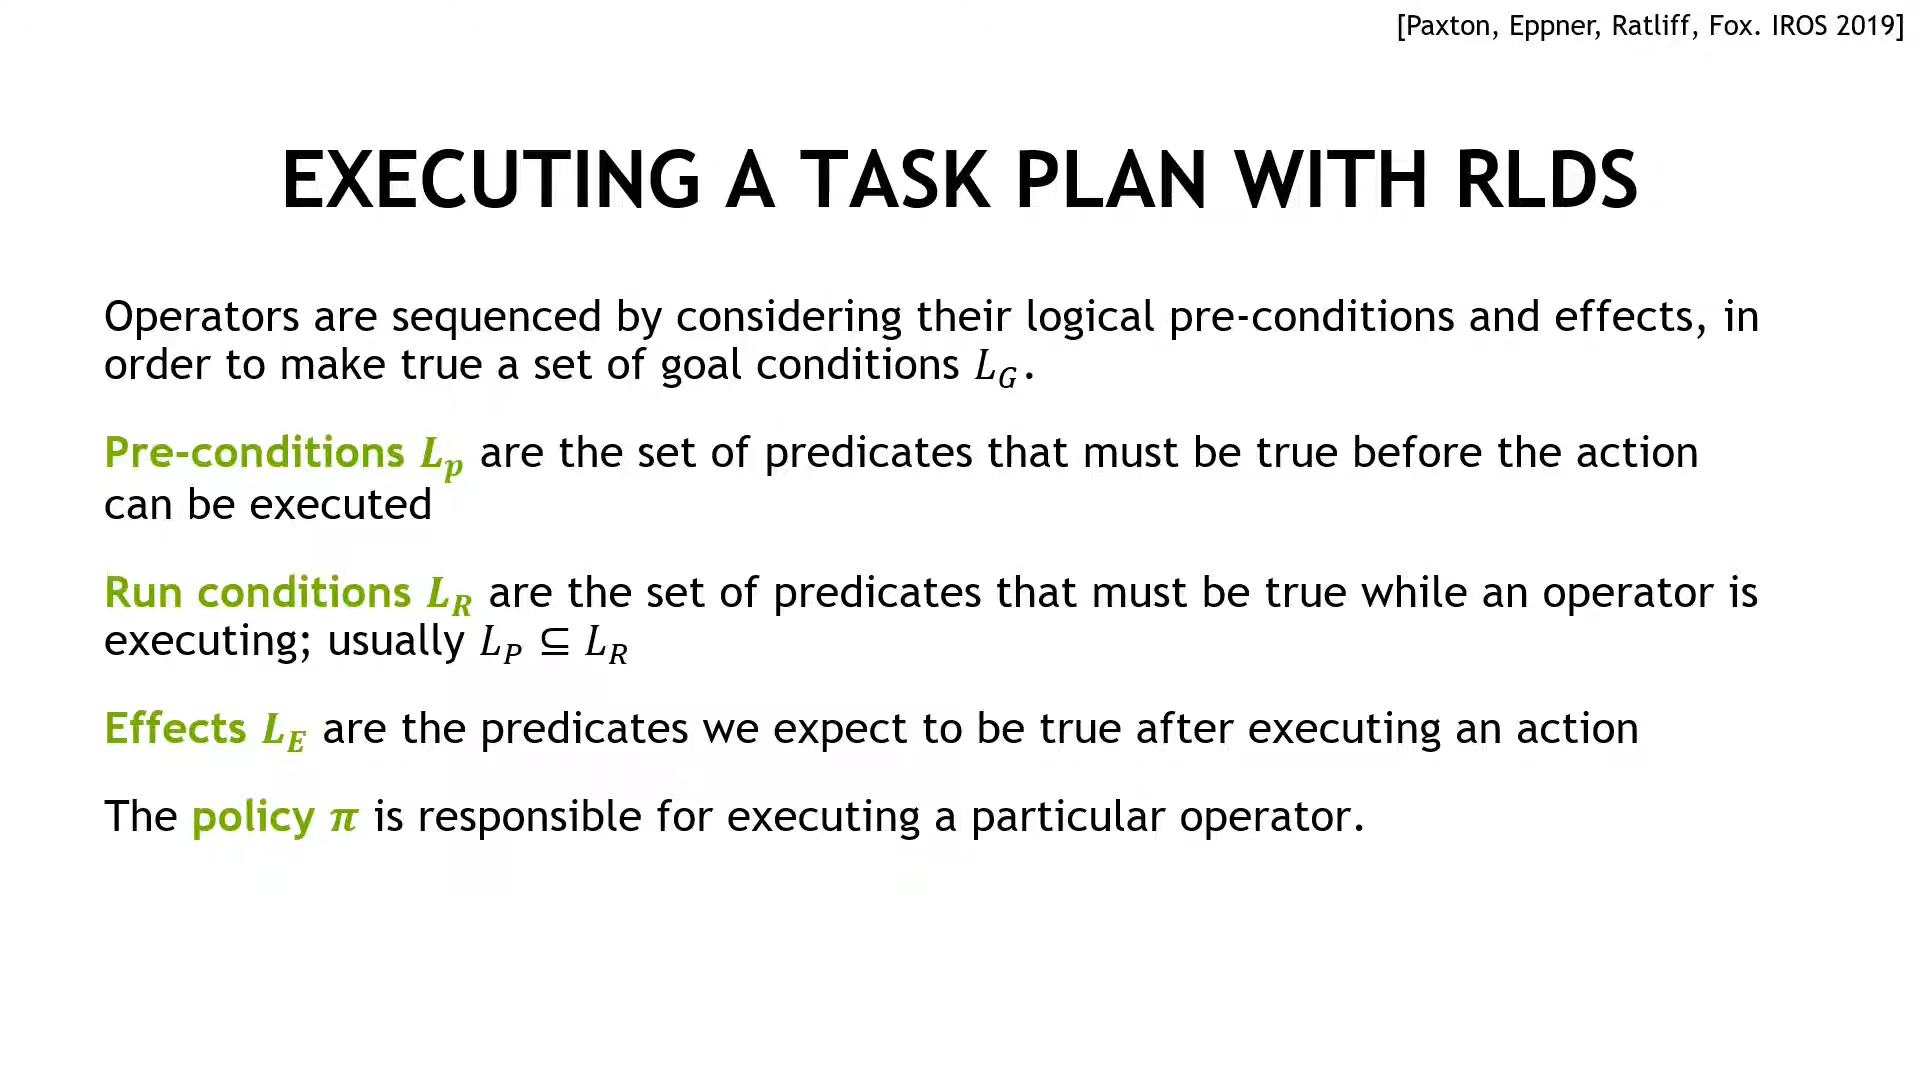 [Paxton, Eppner, Ratliff, Fox. IROS 2019]
EXECUTING A TASK PLAN WITH RLDS
Operators are sequenced by considering their logical pre-conditions and effects, in
order to make true a set of goal conditions L_G.
Pre-conditions L_p are the set of predicates that must be true before the action
can be executed
Run conditions L_R are the set of predicates that must be true while an operator is
executing; usually L_P ⊆ L_R
Effects L_E are the predicates we expect to be true after executing an action
The policy π is responsible for executing a particular operator.